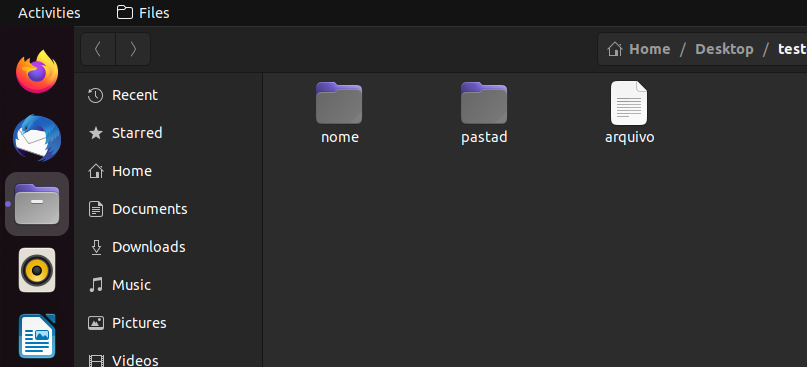 Activities Files
Home / Desktop / test
Recent
Starred
Home
Documents
Downloads
Music
Pictures
Videos
nome pastad arquivo